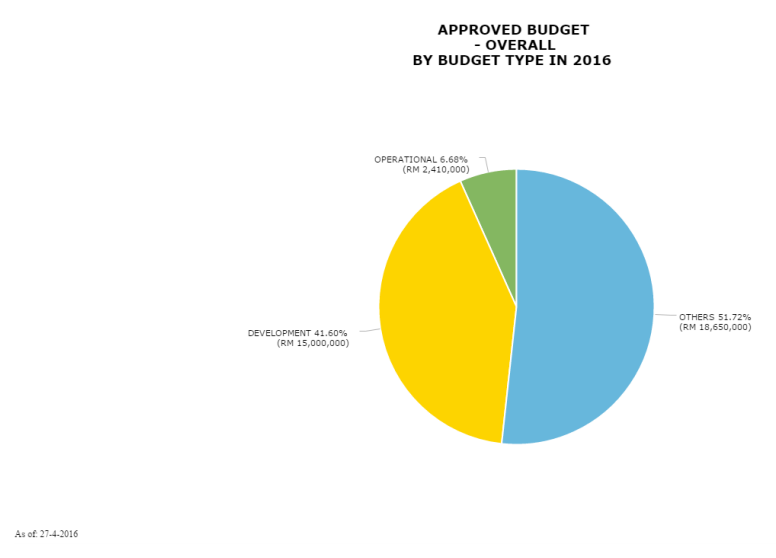 APPROVED BUDGET
- OVERALL
BY BUDGET TYPE IN 2016
OPERATIONAL 6.68%
(RM 2,410,000)
OTHERS 51.72%
(RM 18,650,000)
DEVELOPMENT 41.60%
(RM 15,000,000)
As of: 27-4-2016